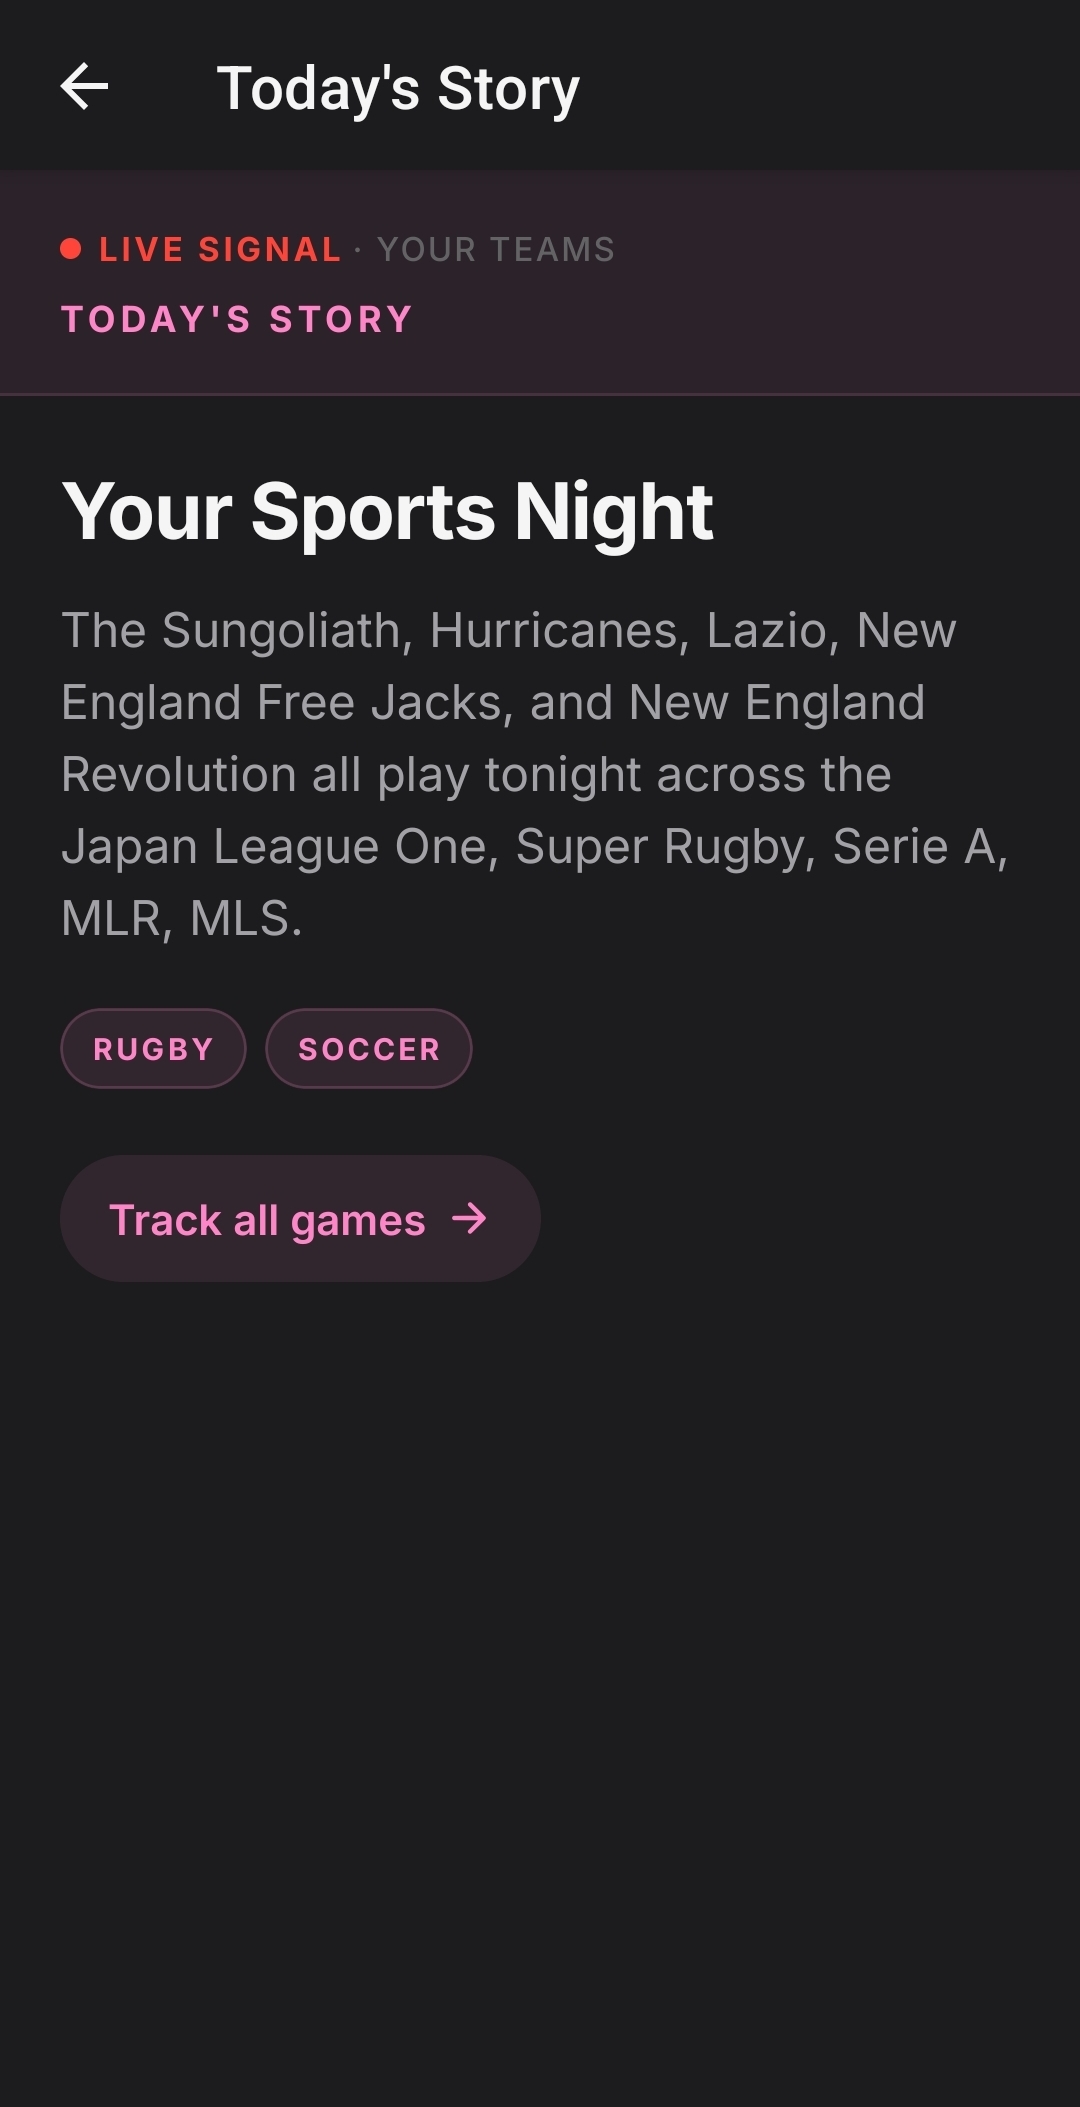 Today's Story
LIVE SIGNAL · YOUR TEAMS
TODAY'S STORY
Your Sports Night
The Sungoliath, Hurricanes, Lazio, New
England Free Jacks, and New England
Revolution all play tonight across the
Japan League One, Super Rugby, Serie A,
MLR, MLS.
RUGBY SOCCER
Track all games →